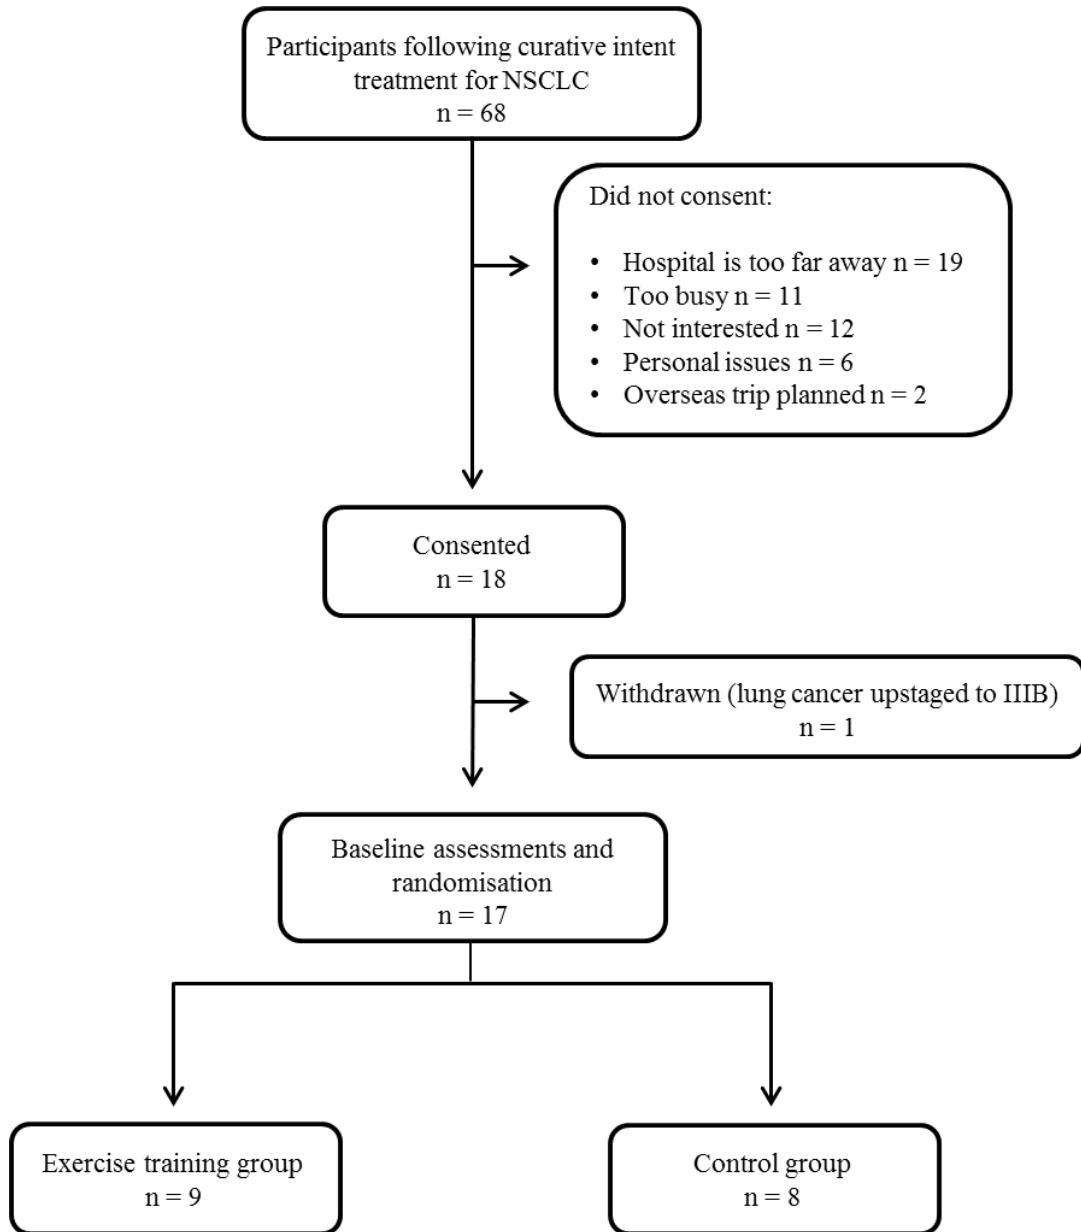 Participants following curative intent
treatment for NSCLC
n = 68
Did not consent:
• Hospital is too far away n = 19
• Too busy n = 11
• Not interested n = 12
• Personal issues n = 6
• Overseas trip planned n = 2
Consented
n = 18
Withdrawn (lung cancer upstaged to IIIB)
n = 1
Baseline assessments and
randomisation
n = 17
Exercise training group
n = 9
Control group
n = 8